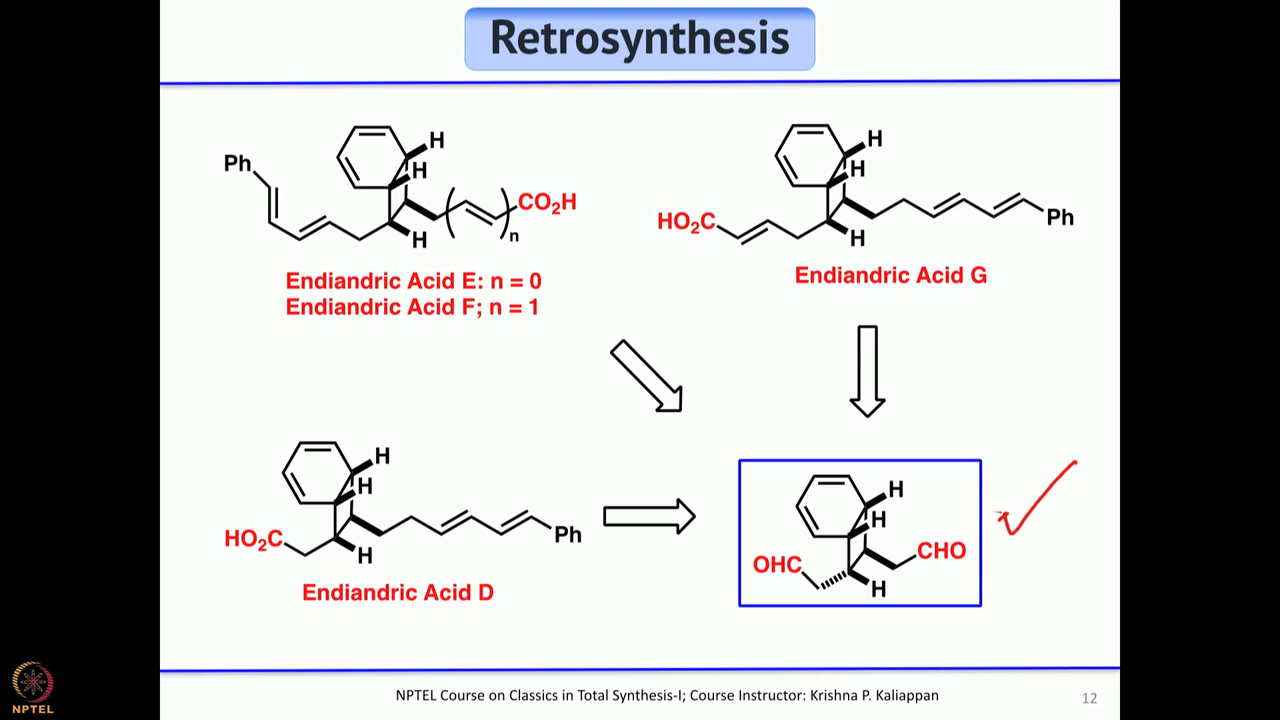 Retrosynthesis
Ph
H
H
H
CO2H
n
Endiandric Acid E: n = 0
Endiandric Acid F; n = 1
H
H
H
HO2C
Ph
Endiandric Acid G
H
H
H
HO2C
Ph
Endiandric Acid D
H
H
H
OHC
CHO
NPTEL
NPTEL Course on Classics in Total Synthesis-I; Course Instructor: Krishna P. Kaliappan
12